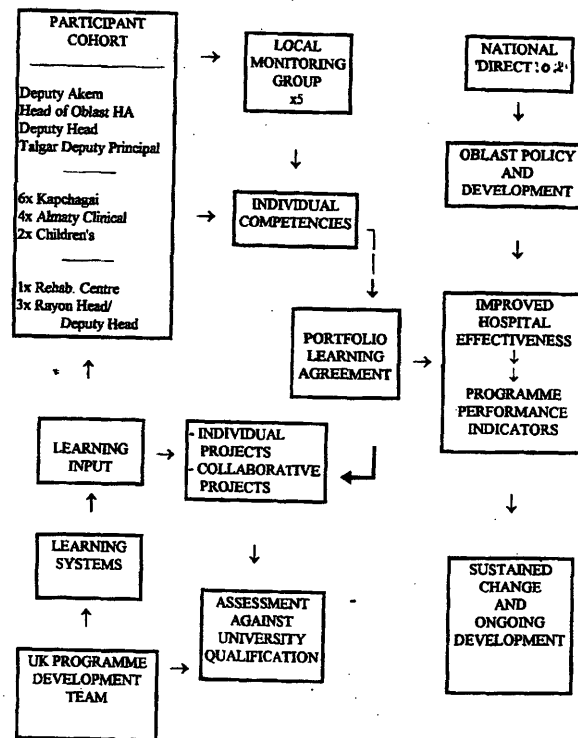 PARTICIPANT
COHORT
Deputy Akem
Head of Oblast HA
Deputy Head
Talgar Deputy Principal
6x Kapchagai
4x Almaty Clinical
2x Children's
1x Rehab. Centre
3x Rayon Head/
Deputy Head
LOCAL
MONITORING
GROUP
x5
NATIONAL
INDIVIDUAL
COMPETENCIES
OBLAST POLICY
AND
DEVELOPMENT
PORTFOLIO
LEARNING
AGREEMENT
IMPROVED
HOSPITAL
EFFECTIVENESS
PROGRAMME
PERFORMANCE
INDICATORS
LEARNING
INPUT
- INDIVIDUAL
PROJECTS
- COLLABORATIVE
PROJECTS
LEARNING
SYSTEMS
ASSESSMENT
AGAINST
UNIVERSITY
QUALIFICATION
SUSTAINED
CHANGE
AND
ONGOING
DEVELOPMENT
UK PROGRAMME
DEVELOPMENT
TEAM